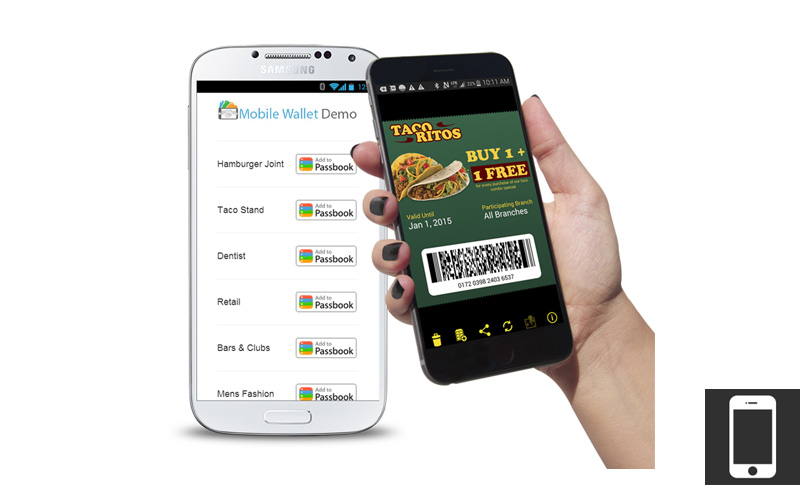 SAMSUNG
12
Mobile Wallet Demo
Hamburger Joint
Add to
Passbook
Taco Stand
Add to
Passbook
Dentist
Add to
Passbook
Retail
Add to
Passbook
Bars & Clubs
Add to
Passbook
Mens Fashion
Add to
Passbook
LTE
22%
10:11 AM
TACO
RITOS
BUY 1 +
1 FREE
for every purchase of our taco
combo special
Valid Until
Jan 1, 2015
Participating Branch
All Branches
0172 0398 2403 6537